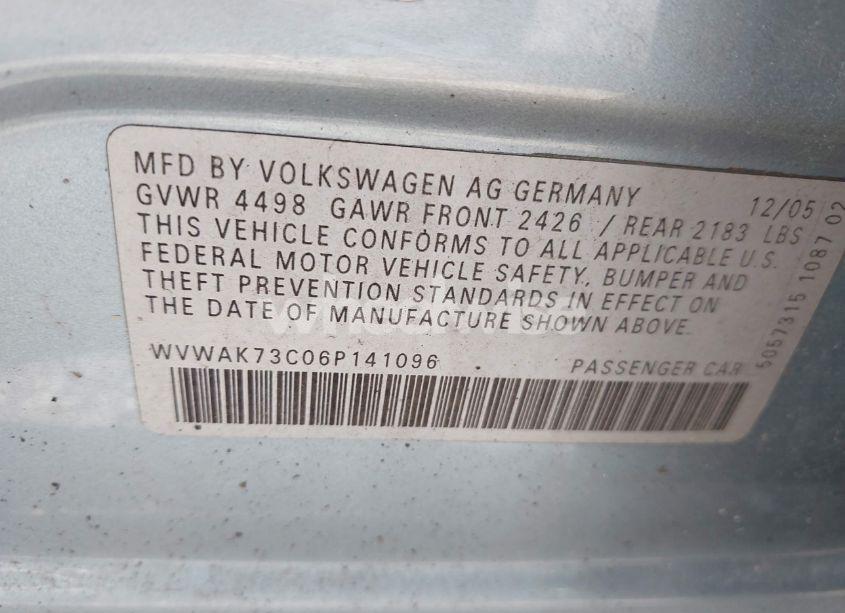 MFD BY VOLKSWAGEN AG GERMANY 12/05
GVWR 4498 GAWR FRONT 2426 / REAR 2183 LBS
THIS VEHICLE CONFORMS TO ALL APPLICABLE U.S.
FEDERAL MOTOR VEHICLE SAFETY, BUMPER AND
THEFT PREVENTION STANDARDS IN EFFECT ON
THE DATE OF MANUFACTURE SHOWN ABOVE.
WVWAK73C06P141096 PASSENGER CAR
5057315 1087 02